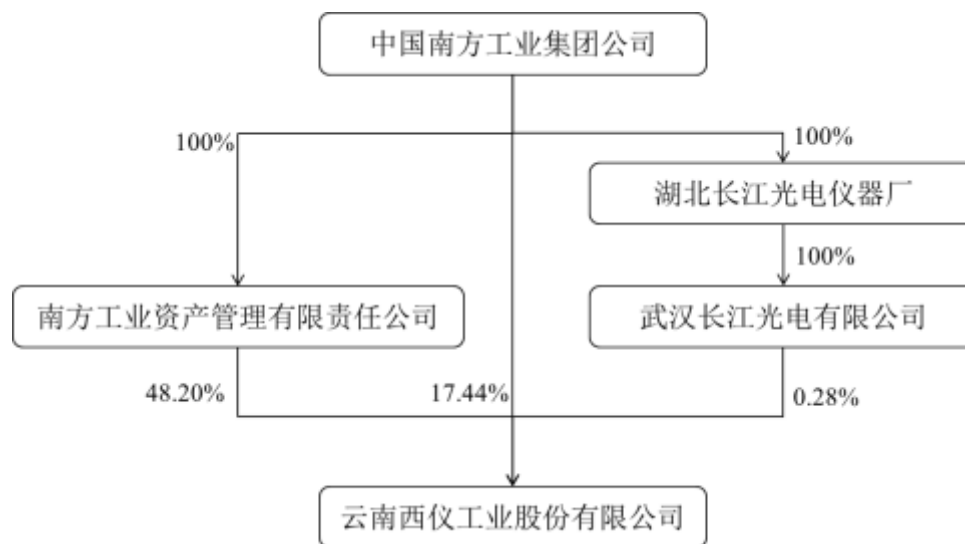 中国南方工业集团公司
100%
100%
湖北长江光电仪器厂
100%
南方工业资产管理有限责任公司
武汉长江光电有限公司
48.20%
17.44%
0.28%
云南西仪工业股份有限公司